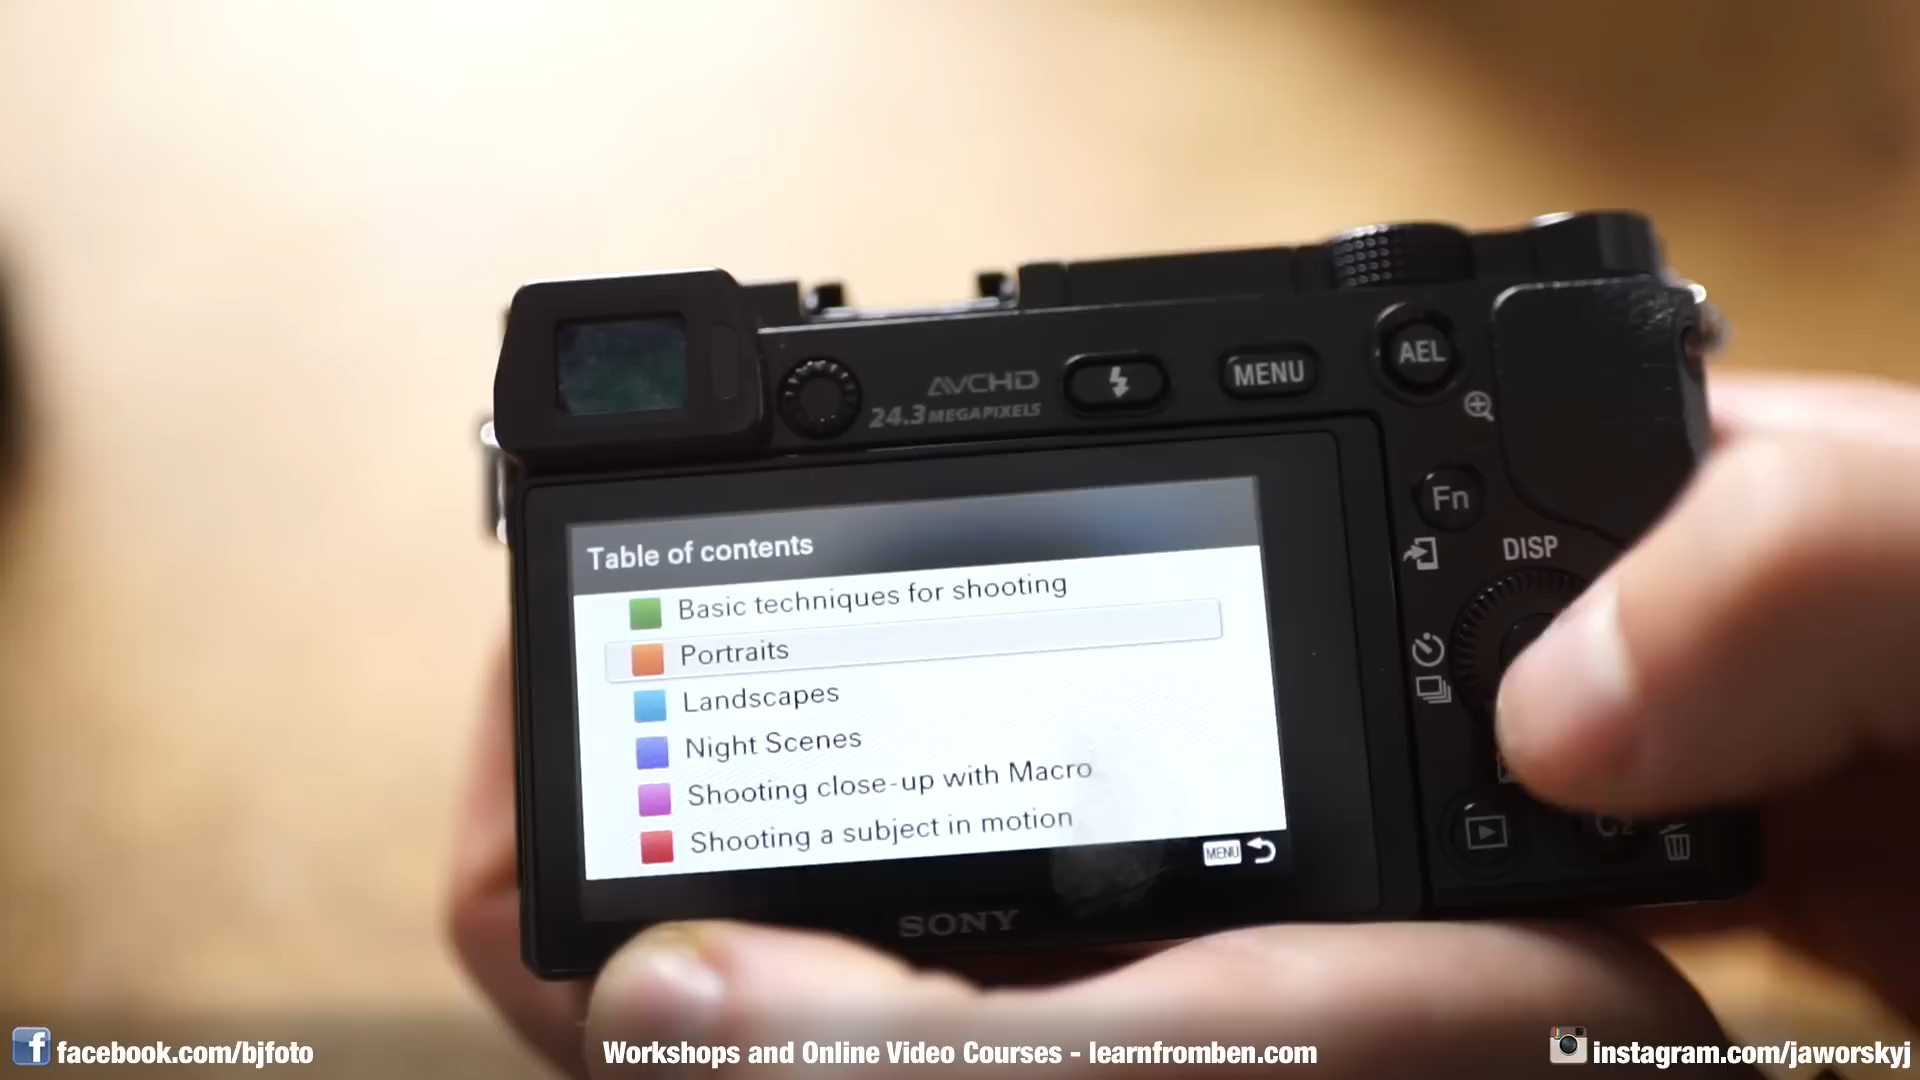 AVCHD
24.3 MEGAPIXELS
MENU
AEL
Fn
DISP
Table of contents
Basic techniques for shooting
Portraits
Landscapes
Night Scenes
Shooting close-up with Macro
Shooting a subject in motion
MENU
C2
SONY
facebook.com/bjfoto
Workshops and Online Video Courses - learnfromben.com
instagram.com/jaworskyj